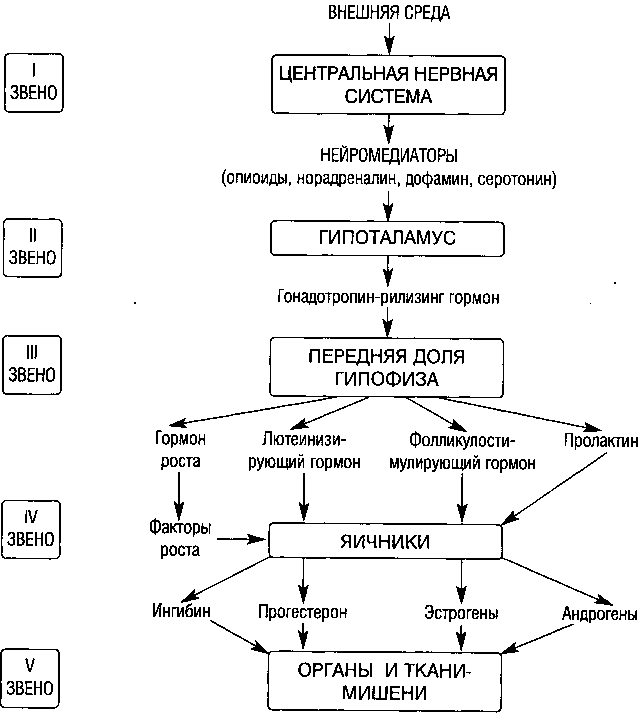 ВНЕШНЯЯ СРЕДА
I
ЗВЕНО
ЦЕНТРАЛЬНАЯ НЕРВНАЯ
СИСТЕМА
НЕЙРОМЕДИАТОРЫ
(опиоиды, норадреналин, дофамин, серотонин)
II
ЗВЕНО
ГИПОТАЛАМУС
Гонадотропин-рилизинг гормон
III
ЗВЕНО
ПЕРЕДНЯЯ ДОЛЯ
ГИПОФИЗА
Гормон
роста
Лютеинизи-
рующий гормон
Фолликулости-
мулирующий гормон
Пролактин
IV
ЗВЕНО
Факторы
роста
ЯИЧНИКИ
Ингибин
Прогестерон
Эстрогены
Андрогены
V
ЗВЕНО
ОРГАНЫ И ТКАНИ-
МИШЕНИ